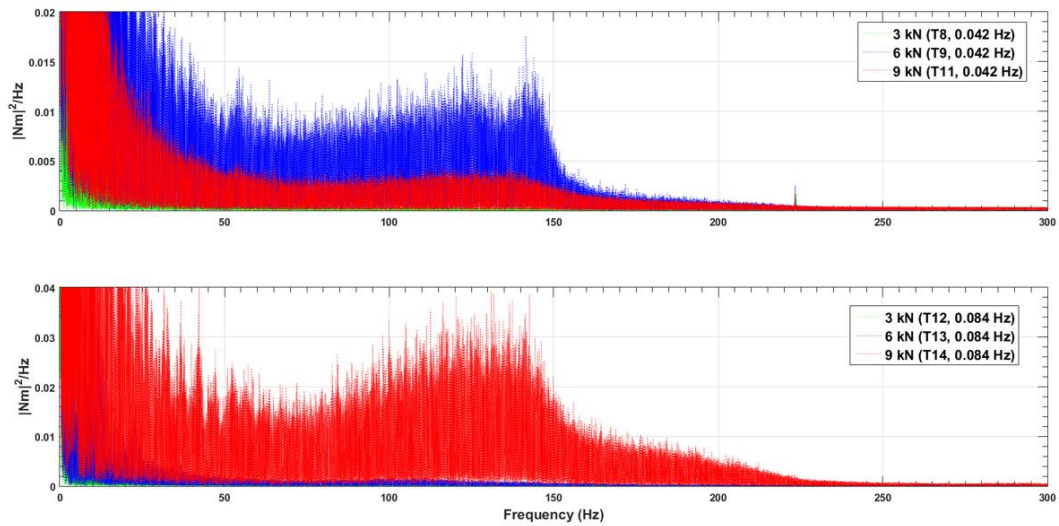 0.02
0.015
0.01
0.005
0
|Nm|²/Hz
3 kN (T8, 0.042 Hz)
6 kN (T9, 0.042 Hz)
9 kN (T11, 0.042 Hz)
0 50 100 150 200 250 300
0.04
0.03
0.02
0.01
0
|Nm|²/Hz
3 kN (T12, 0.084 Hz)
6 kN (T13, 0.084 Hz)
9 kN (T14, 0.084 Hz)
0 50 100 150 200 250 300
Frequency (Hz)